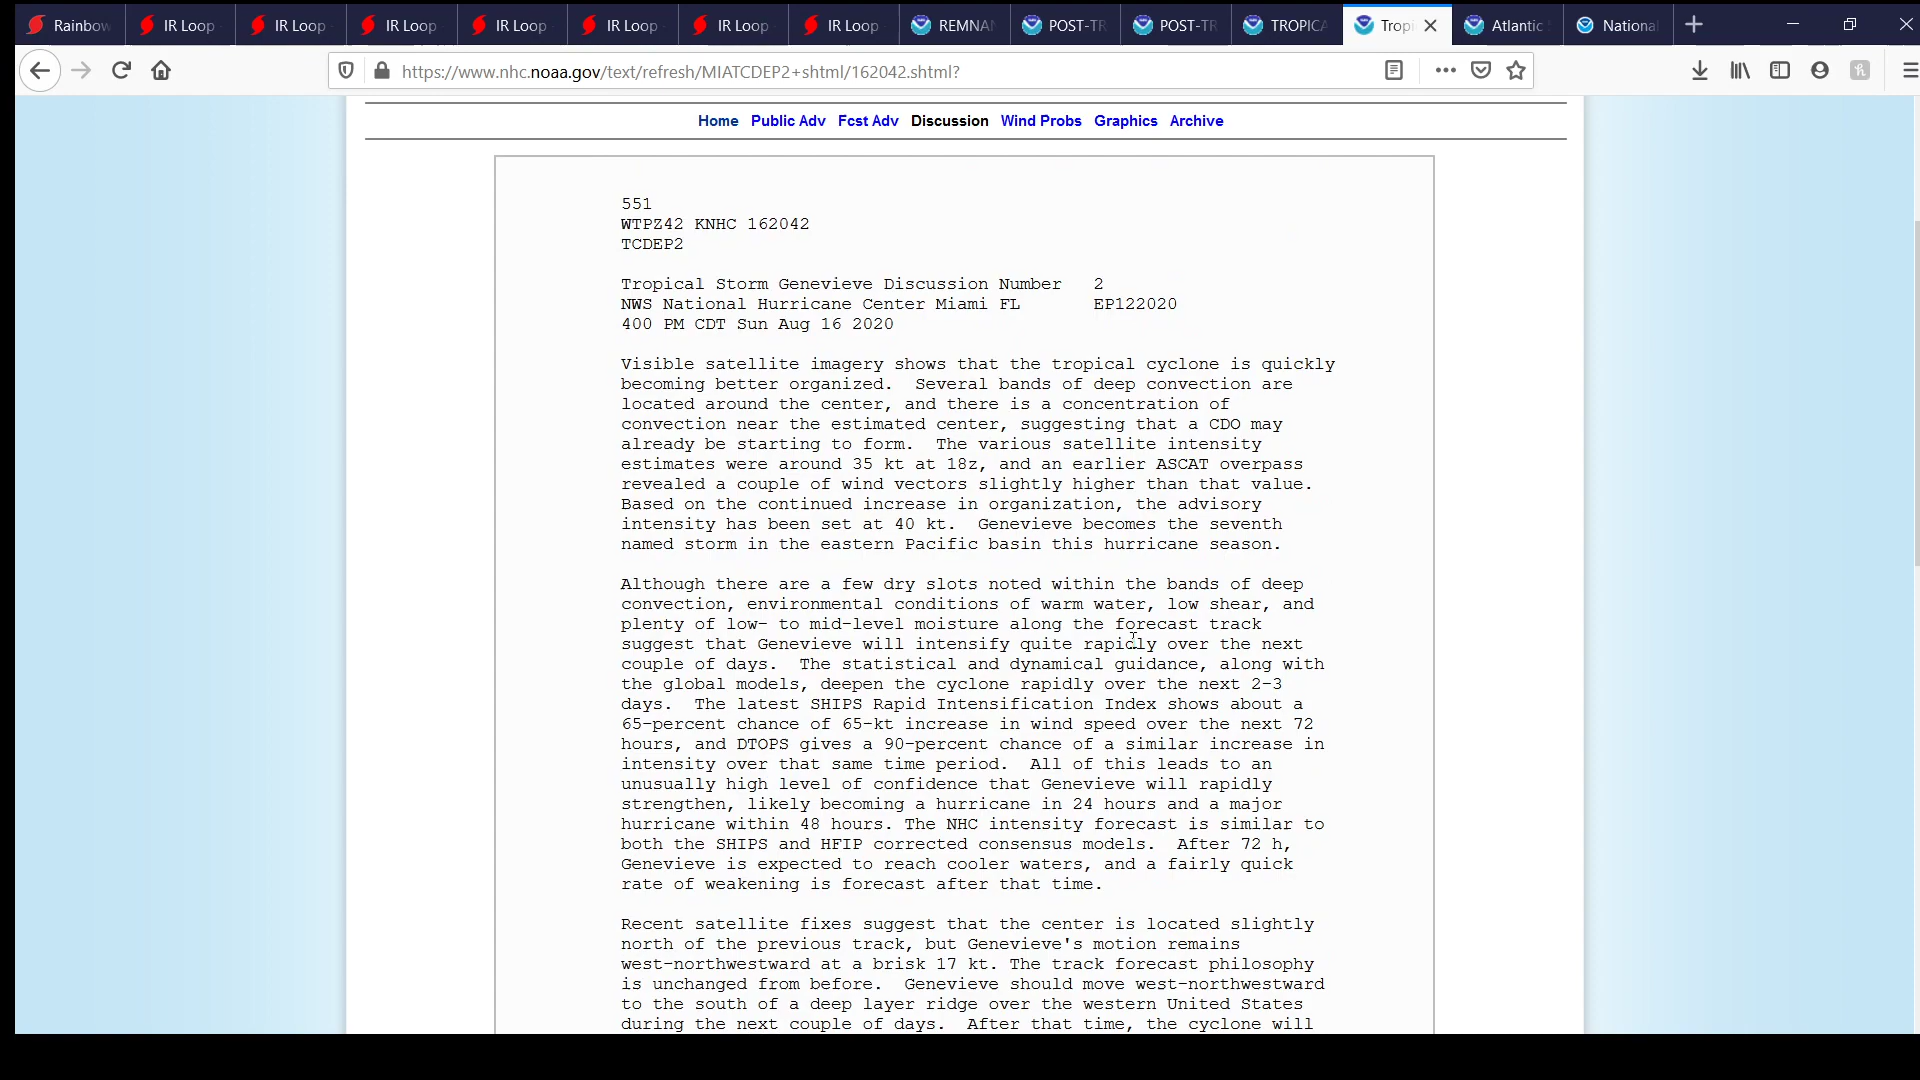 Rainbow
IR Loop
IR Loop
IR Loop
IR Loop
IR Loop
IR Loop
IR Loop
REMNAN
POST-TR
POST-TR
TROPICA
Tropi
Atlantic
National
https://www.nhc.noaa.gov/text/refresh/MIATCDEP2+shtml/162042.shtml?
Home Public Adv Fcst Adv Discussion Wind Probs Graphics Archive
551
WTPZ42 KNHC 162042
TCDEP2
Tropical Storm Genevieve Discussion Number 2
NWS National Hurricane Center Miami FL EP122020
400 PM CDT Sun Aug 16 2020
Visible satellite imagery shows that the tropical cyclone is quickly
becoming better organized. Several bands of deep convection are
located around the center, and there is a concentration of
convection near the estimated center, suggesting that a CDO may
already be starting to form. The various satellite intensity
estimates were around 35 kt at 18z, and an earlier ASCAT overpass
revealed a couple of wind vectors slightly higher than that value.
Based on the continued increase in organization, the advisory
intensity has been set at 40 kt. Genevieve becomes the seventh
named storm in the eastern Pacific basin this hurricane season.
Although there are a few dry slots noted within the bands of deep
convection, environmental conditions of warm water, low shear, and
plenty of low- to mid-level moisture along the forecast track
suggest that Genevieve will intensify quite rapidly over the next
couple of days. The statistical and dynamical guidance, along with
the global models, deepen the cyclone rapidly over the next 2-3
days. The latest SHIPS Rapid Intensification Index shows about a
65-percent chance of 65-kt increase in wind speed over the next 72
hours, and DTOPS gives a 90-percent chance of a similar increase in
intensity over that same time period. All of this leads to an
unusually high level of confidence that Genevieve will rapidly
strengthen, likely becoming a hurricane in 24 hours and a major
hurricane within 48 hours. The NHC intensity forecast is similar to
both the SHIPS and HFIP corrected consensus models. After 72 h,
Genevieve is expected to reach cooler waters, and a fairly quick
rate of weakening is forecast after that time.
Recent satellite fixes suggest that the center is located slightly
north of the previous track, but Genevieve's motion remains
west-northwestward at a brisk 17 kt. The track forecast philosophy
is unchanged from before. Genevieve should move west-northwestward
to the south of a deep layer ridge over the western United States
during the next couple of days. After that time, the cyclone will